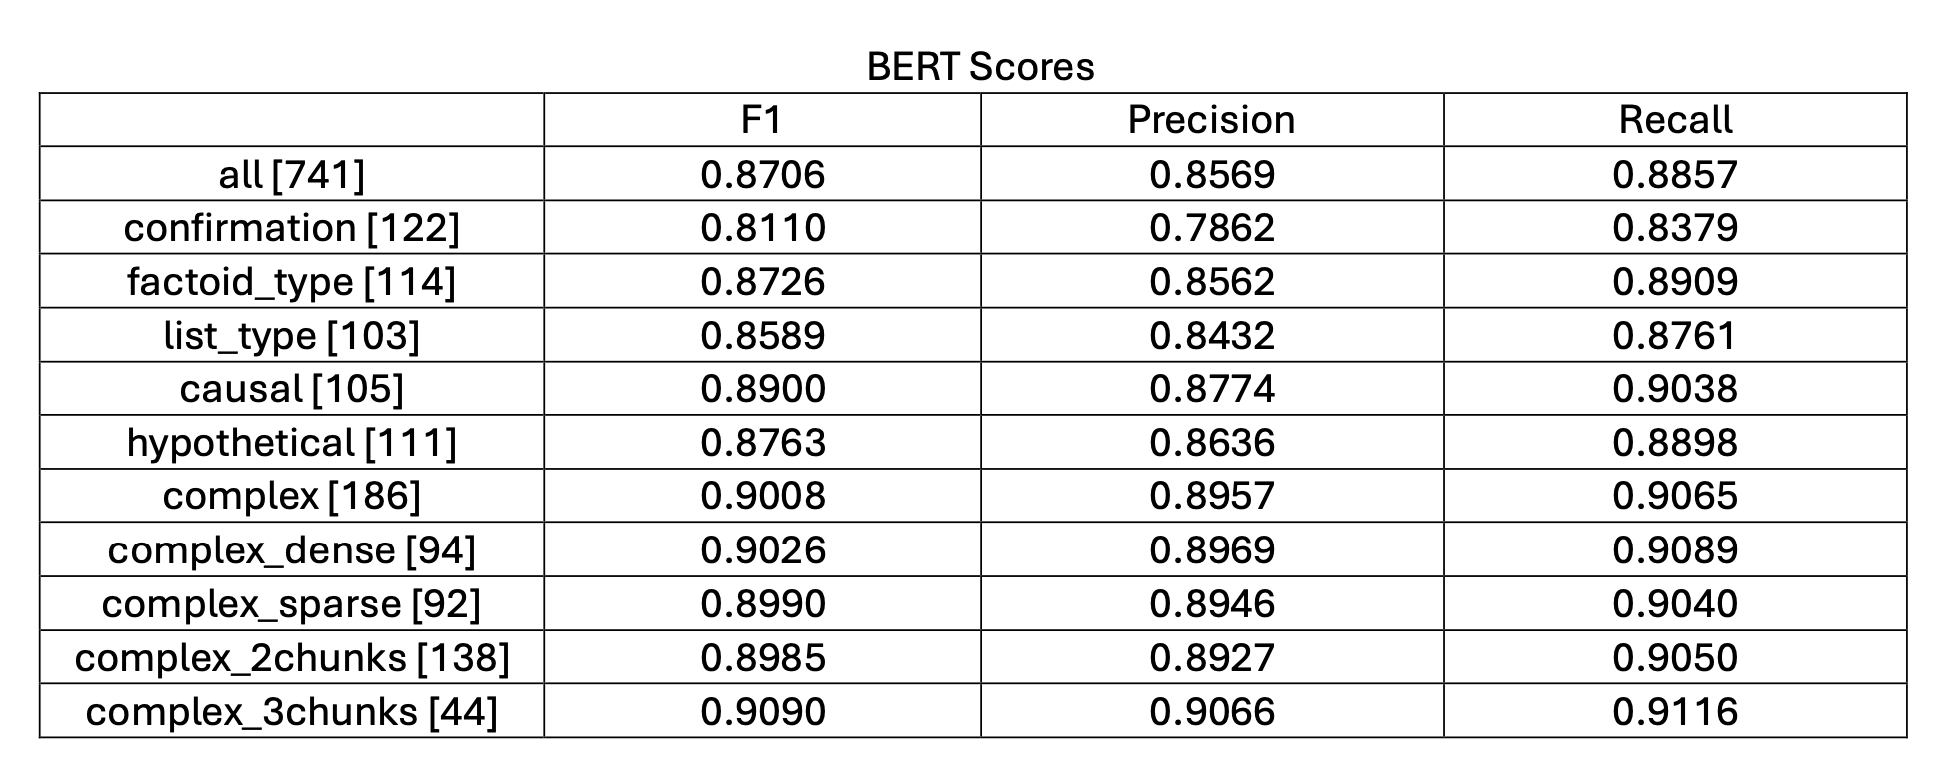 BERT Scores
F1 Precision Recall
all [741] 0.8706 0.8569 0.8857
confirmation [122] 0.8110 0.7862 0.8379
factoid_type [114] 0.8726 0.8562 0.8909
list_type [103] 0.8589 0.8432 0.8761
causal [105] 0.8900 0.8774 0.9038
hypothetical [111] 0.8763 0.8636 0.8898
complex [186] 0.9008 0.8957 0.9065
complex_dense [94] 0.9026 0.8969 0.9089
complex_sparse [92] 0.8990 0.8946 0.9040
complex_2chunks [138] 0.8985 0.8927 0.9050
complex_3chunks [44] 0.9090 0.9066 0.9116